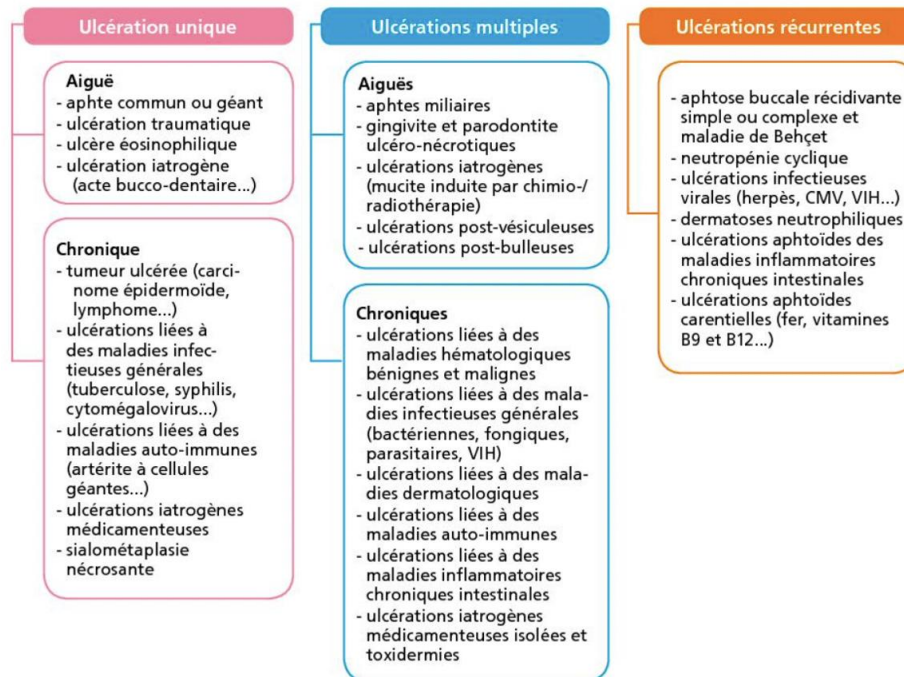 Ulcération unique
Aiguë
- aphte commun ou géant
- ulcération traumatique
- ulcère éosinophilique
- ulcération iatrogène
(acte bucco-dentaire...)
Chronique
- tumeur ulcérée (carci-
nome épidermoïde,
lymphome...)
- ulcérations liées à
des maladies infec-
tieuses générales
(tuberculose, syphilis,
cytomégalovirus...)
- ulcérations liées à des
maladies auto-immunes
(artérite à cellules
géantes...)
- ulcérations iatrogènes
médicamenteuses
- sialométaplasie
nécrosante
Ulcérations multiples
Aiguës
- aphtes miliaires
- gingivite et parodontite
ulcéro-nécrotiques
- ulcérations iatrogènes
(mucite induite par chimio-/
radiothérapie)
- ulcérations post-vésiculeuses
- ulcérations post-bulleuses
Chroniques
- ulcérations liées à des
maladies hématologiques
bénignes et malignes
- ulcérations liées à des mala-
dies infectieuses générales
(bactériennes, fongiques,
parasitaires, VIH)
- ulcérations liées à des mala-
dies dermatologiques
- ulcérations liées à des
maladies auto-immunes
- ulcérations liées à des
maladies inflammatoires
chroniques intestinales
- ulcérations iatrogènes
médicamenteuses isolées et
toxidermies
Ulcérations récurrentes
- aphtose buccale récidivante
simple ou complexe et
maladie de Behçet
- neutropénie cyclique
- ulcérations infectieuses
virales (herpès, CMV, VIH...)
- dermatoses neutrophiliques
- ulcérations aphtoïdes des
maladies inflammatoires
chroniques intestinales
- ulcérations aphtoïdes
carentielles (fer, vitamines
B9 et B12...)